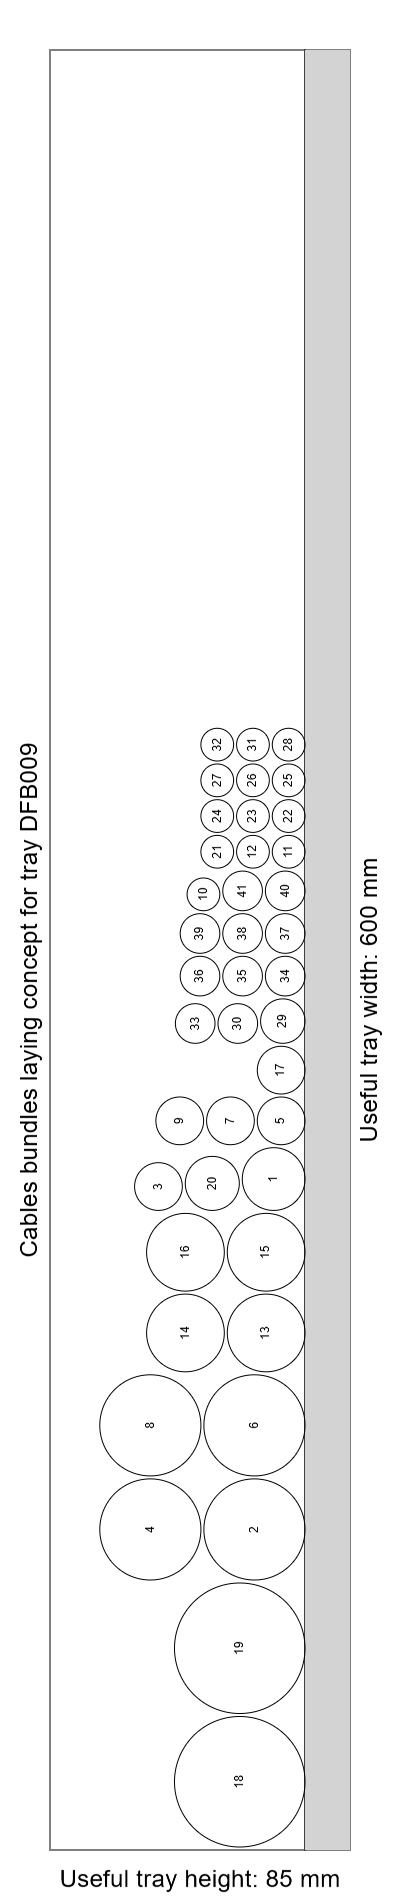 Cables bundles laying concept for tray DFB009
32 31 28
27 26 25
24 23 22
21 12 11
10 41 40
39 38 37
36 35 34
33 30 29
17
9 7 5
3 20 1
16 15
14 13
8 6
4 2
19
18
Useful tray width: 600 mm
Useful tray height: 85 mm